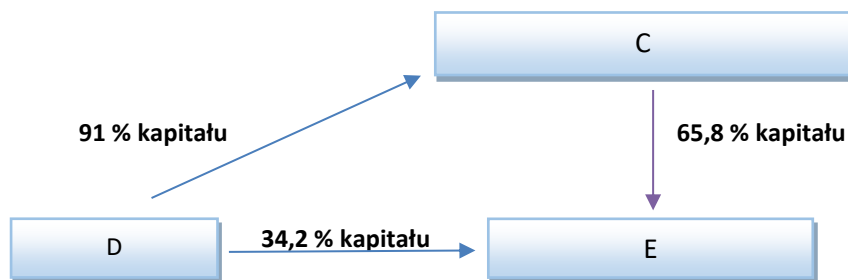 C
91 % kapitału
65,8 % kapitału
D
34,2 % kapitału
E